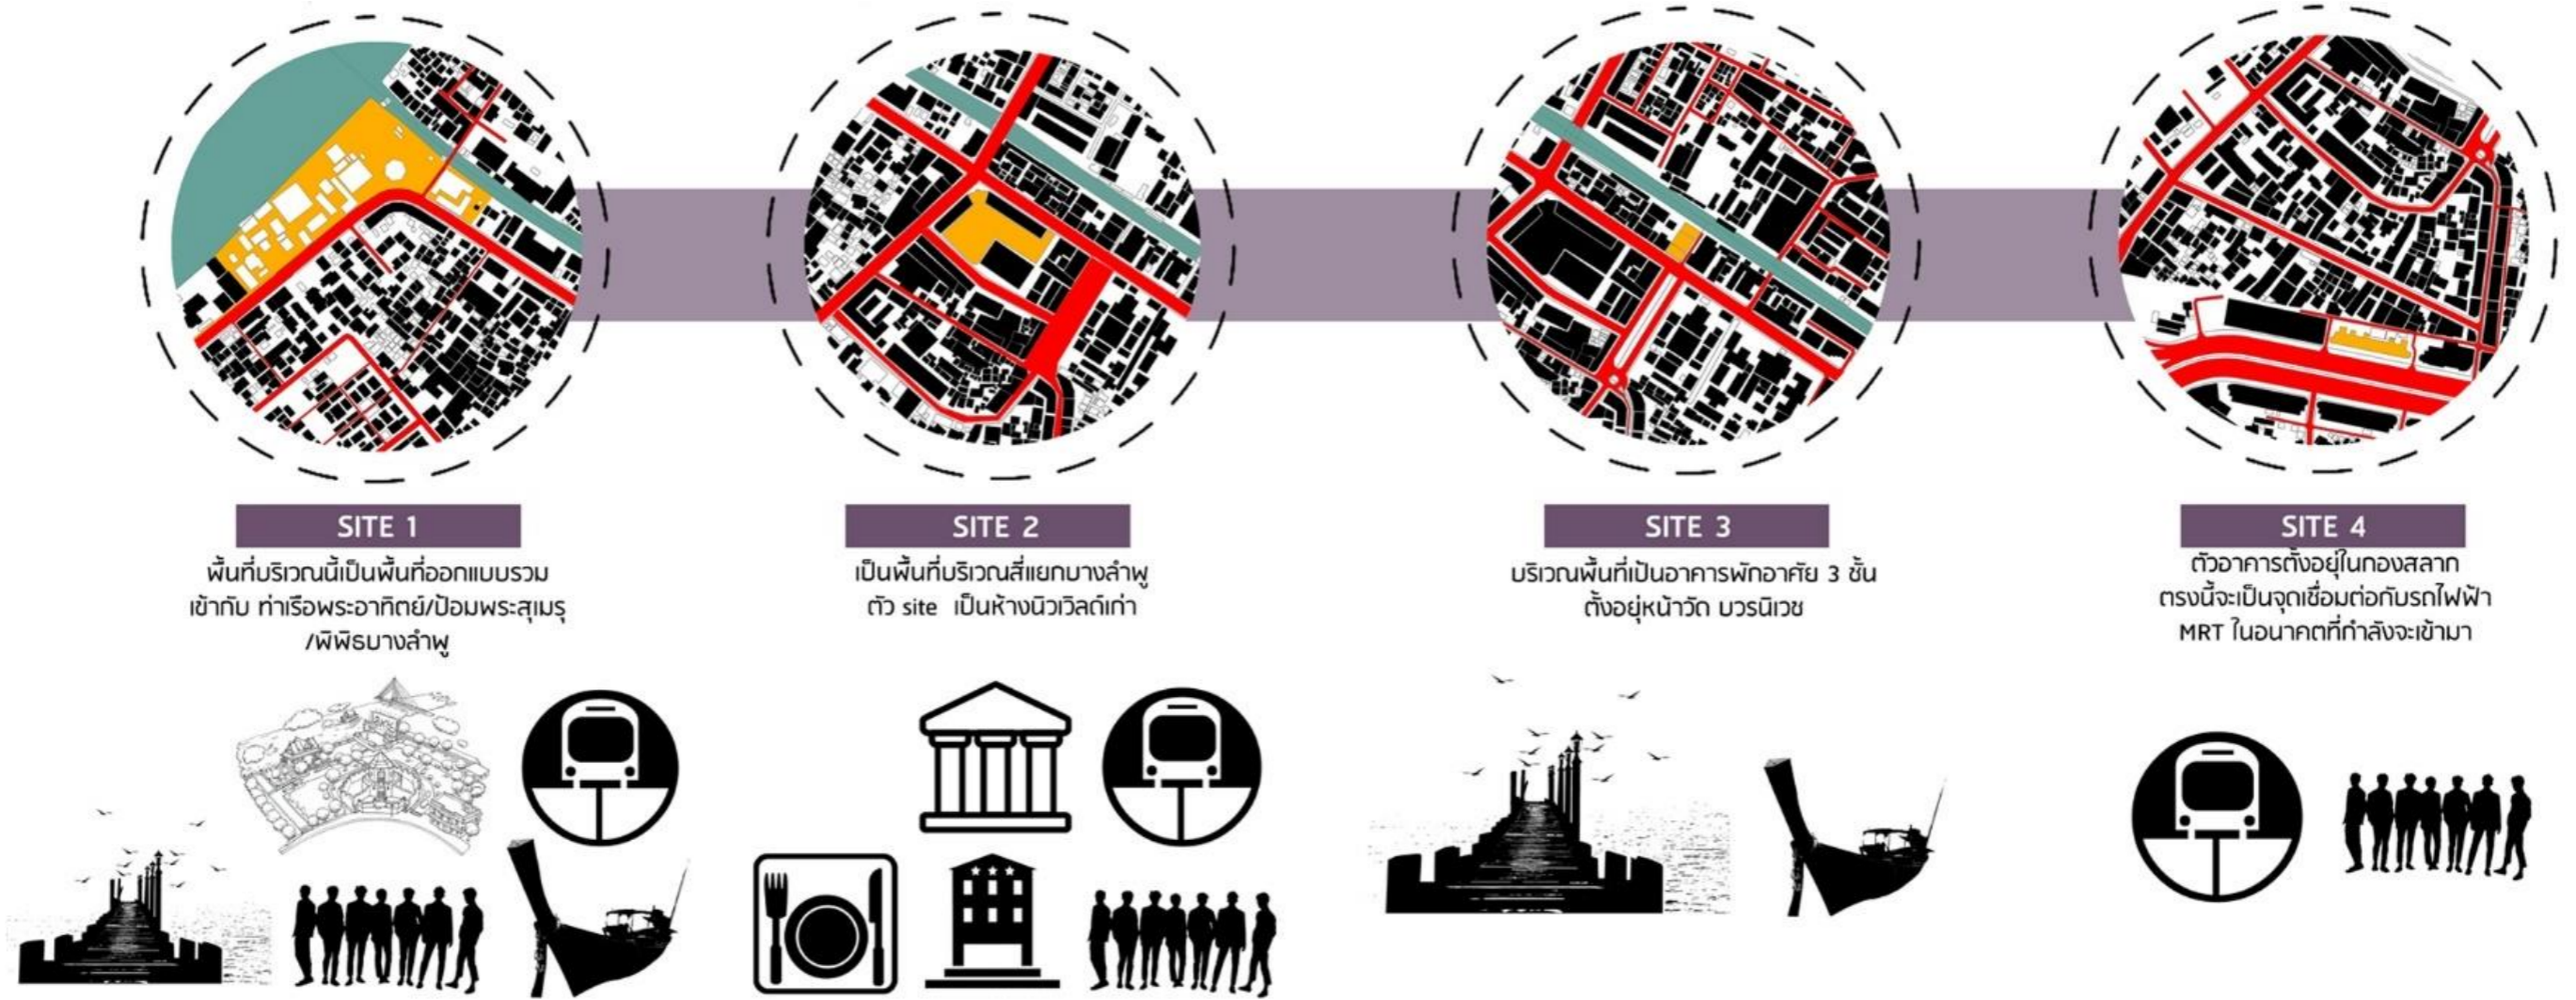 SITE 1
พื้นที่บริเวณนี้เป็นพื้นที่ออกแบบรวม
เข้ากับ ท่าเรือพระอาทิตย์/ป้อมพระสุเมรุ
/พิพิธบางลำพู
SITE 2
เป็นพื้นที่บริเวณสี่แยกบางลำพู
ตัว site เป็นห้างนิวเวิลด์เก่า
SITE 3
บริเวณพื้นที่เป็นอาคารพักอาศัย 3 ชั้น
ตั้งอยู่หน้าวัด บวรนิเวช
SITE 4
ตัวอาคารตั้งอยู่ในกองสลาก
ตรงนี้จะเป็นจุดเชื่อมต่อกับรถไฟฟ้า
MRT ในอนาคตที่กำลังจะเข้ามา